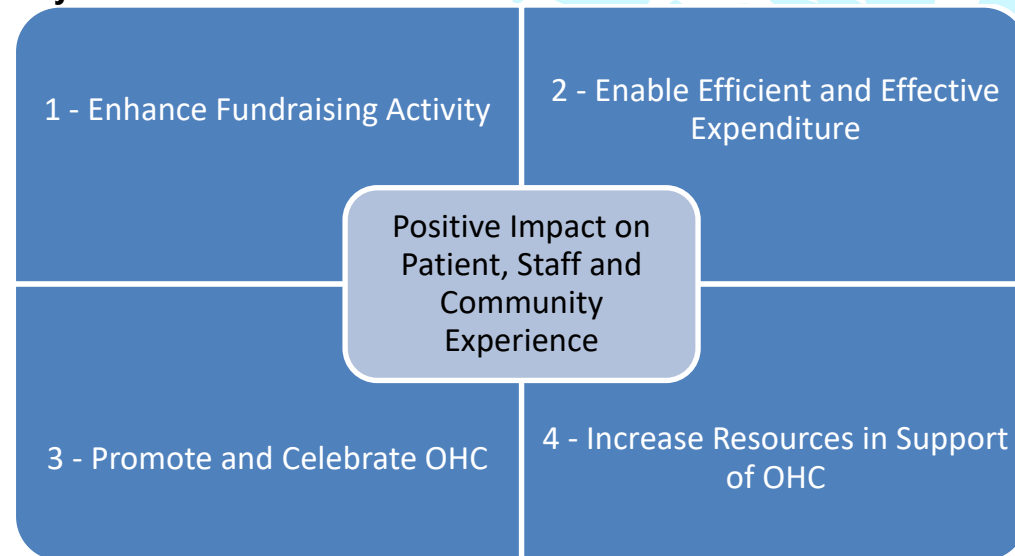 1 - Enhance Fundraising Activity
2 - Enable Efficient and Effective
Expenditure
Positive Impact on
Patient, Staff and
Community
Experience
3 - Promote and Celebrate OHC
4 - Increase Resources in Support
of OHC